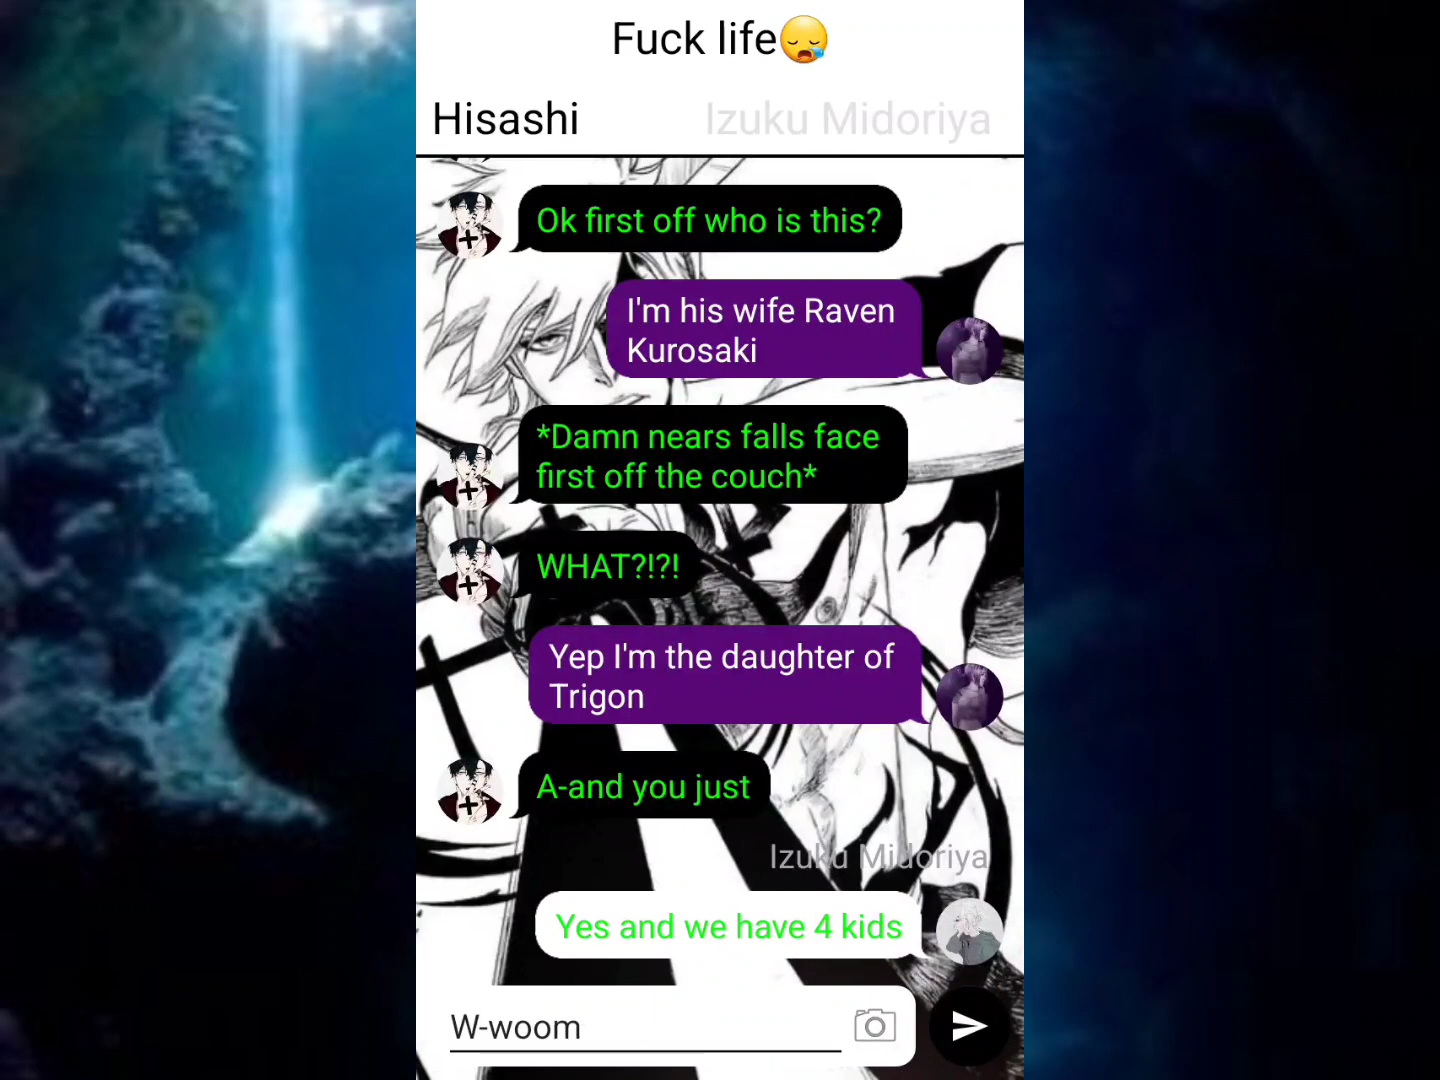 Fuck life😪
Hisashi
Izuku Midoriya
Ok first off who is this?
I'm his wife Raven
Kurosaki
*Damn nears falls face
first off the couch*
WHAT?!?!
Yep I'm the daughter of
Trigon
A-and you just
Izuku Midoriya
Yes and we have 4 kids
W-woom